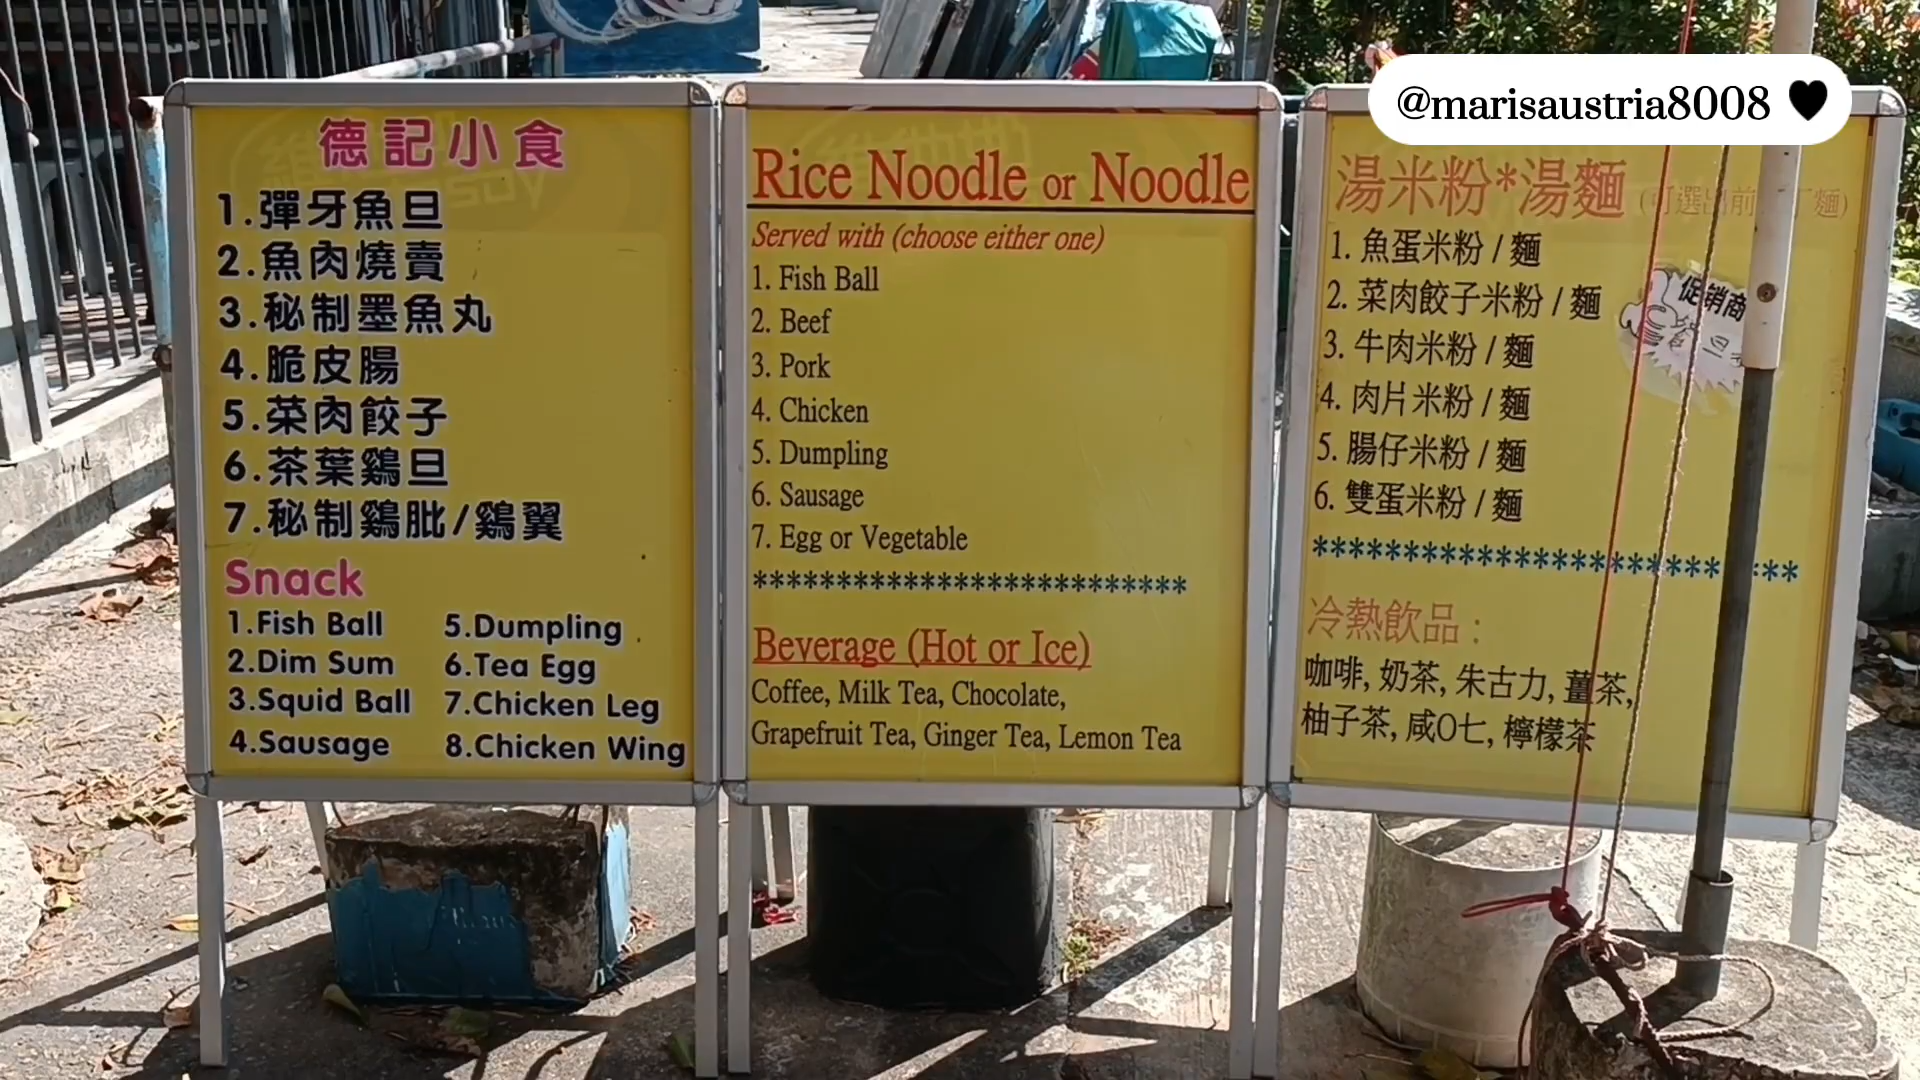 @marisaustria8008 🖤
德記小食
1.彈牙魚旦
2.魚肉燒賣
3.秘制墨魚丸
4.脆皮腸
5.菜肉餃子
6.茶葉鷄旦
7.秘制鷄肶/鷄翼
Snack
1.Fish Ball
2.Dim Sum
3.Squid Ball
4.Sausage
5.Dumpling
6.Tea Egg
7.Chicken Leg
8.Chicken Wing
Rice Noodle or Noodle
Served with (choose either one)
1. Fish Ball
2. Beef
3. Pork
4. Chicken
5. Dumpling
6. Sausage
7. Egg or Vegetable
**************************
Beverage (Hot or Ice)
Coffee, Milk Tea, Chocolate,
Grapefruit Tea, Ginger Tea, Lemon Tea
湯米粉*湯麵
1. 魚蛋米粉 / 麵
2. 菜肉餃子米粉 / 麵
3. 牛肉米粉 / 麵
4. 肉片米粉 / 麵
5. 腸仔米粉 / 麵
6. 雙蛋米粉 / 麵
冷熱飲品 :
咖啡, 奶茶, 朱古力, 薑茶,
柚子茶, 咸O七, 檸檬茶
促銷商